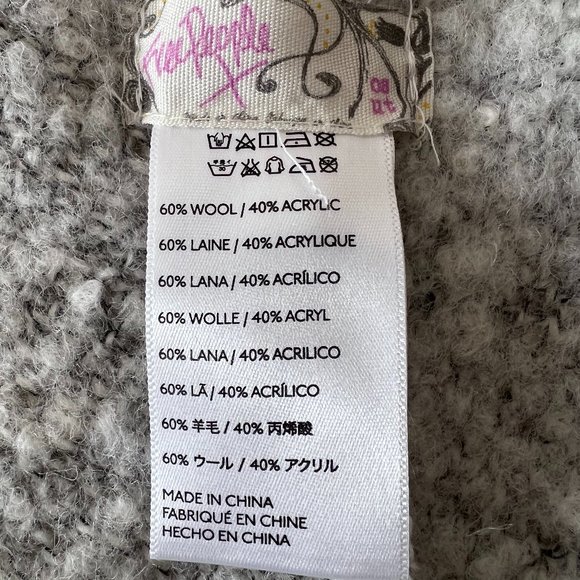 Free People
60% WOOL / 40% ACRYLIC
60% LAINE / 40% ACRYLIQUE
60% LANA / 40% ACRÍLICO
60% WOLLE / 40% ACRYL
60% LANA / 40% ACRILICO
60% LÃ / 40% ACRÍLICO
60% 羊毛 / 40% 丙烯酸
60% ウール / 40% アクリル
MADE IN CHINA
FABRIQUÉ EN CHINE
HECHO EN CHINA